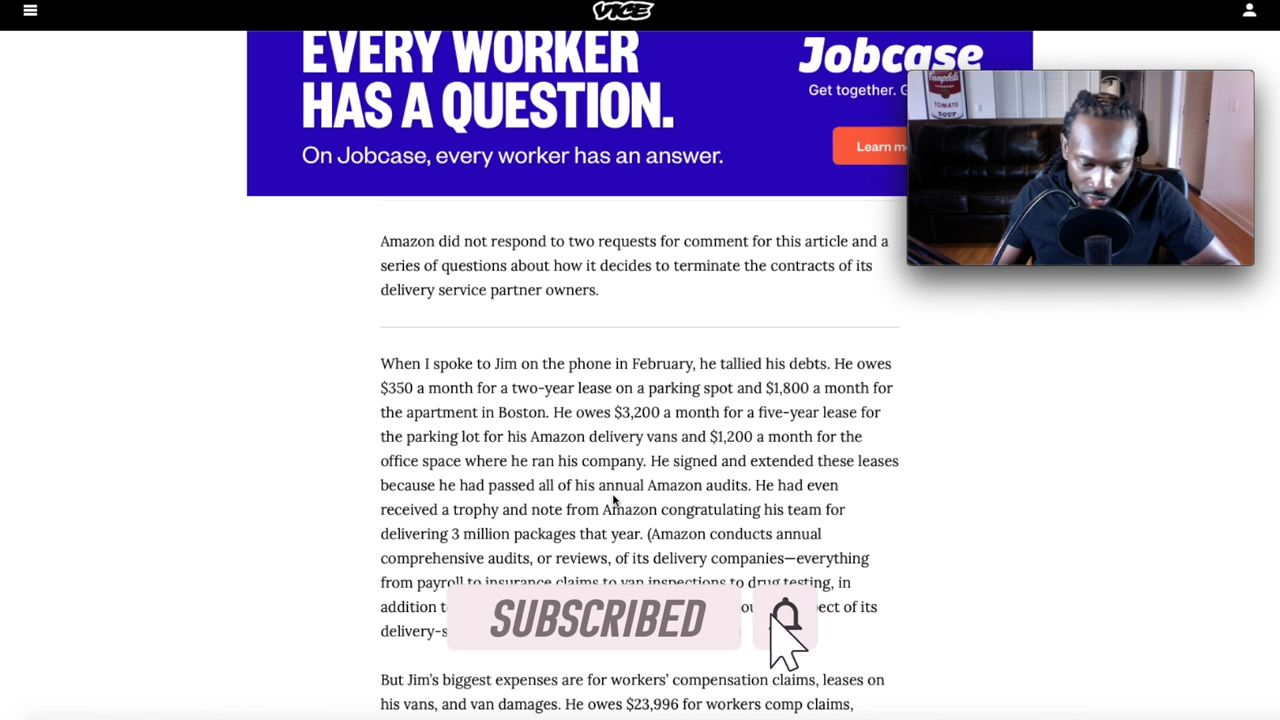 VICE
EVERY WORKER
HAS A QUESTION.
On Jobcase, every worker has an answer.
Jobcase
Get together. G
Learn m
Campbell's
TOMATO
SOUP
Amazon did not respond to two requests for comment for this article and a
series of questions about how it decides to terminate the contracts of its
delivery service partner owners.
When I spoke to Jim on the phone in February, he tallied his debts. He owes
$350 a month for a two-year lease on a parking spot and $1,800 a month for
the apartment in Boston. He owes $3,200 a month for a five-year lease for
the parking lot for his Amazon delivery vans and $1,200 a month for the
office space where he ran his company. He signed and extended these leases
because he had passed all of his annual Amazon audits. He had even
received a trophy and note from Amazon congratulating his team for
delivering 3 million packages that year. (Amazon conducts annual
comprehensive audits, or reviews, of its delivery companies—everything
from payroll to insurance claims to van inspections to drug testing, in
addition t ou ect of its
delivery-s
SUBSCRIBED
But Jim's biggest expenses are for workers' compensation claims, leases on
his vans, and van damages. He owes $23,996 for workers comp claims,